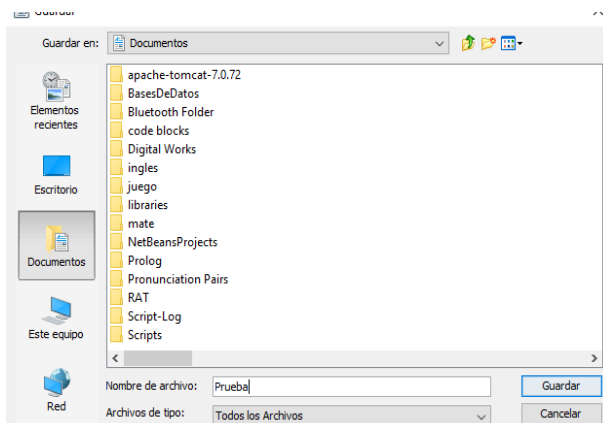 Guardar
Guardar en:
Documentos
Elementos
recientes
Escritorio
Documentos
Este equipo
Red
apache-tomcat-7.0.72
BasesDeDatos
Bluetooth Folder
code blocks
Digital Works
ingles
juego
libraries
mate
NetBeansProjects
Prolog
Pronunciation Pairs
RAT
Script-Log
Scripts
Nombre de archivo:
Prueba
Guardar
Archivos de tipo:
Todos los Archivos
Cancelar